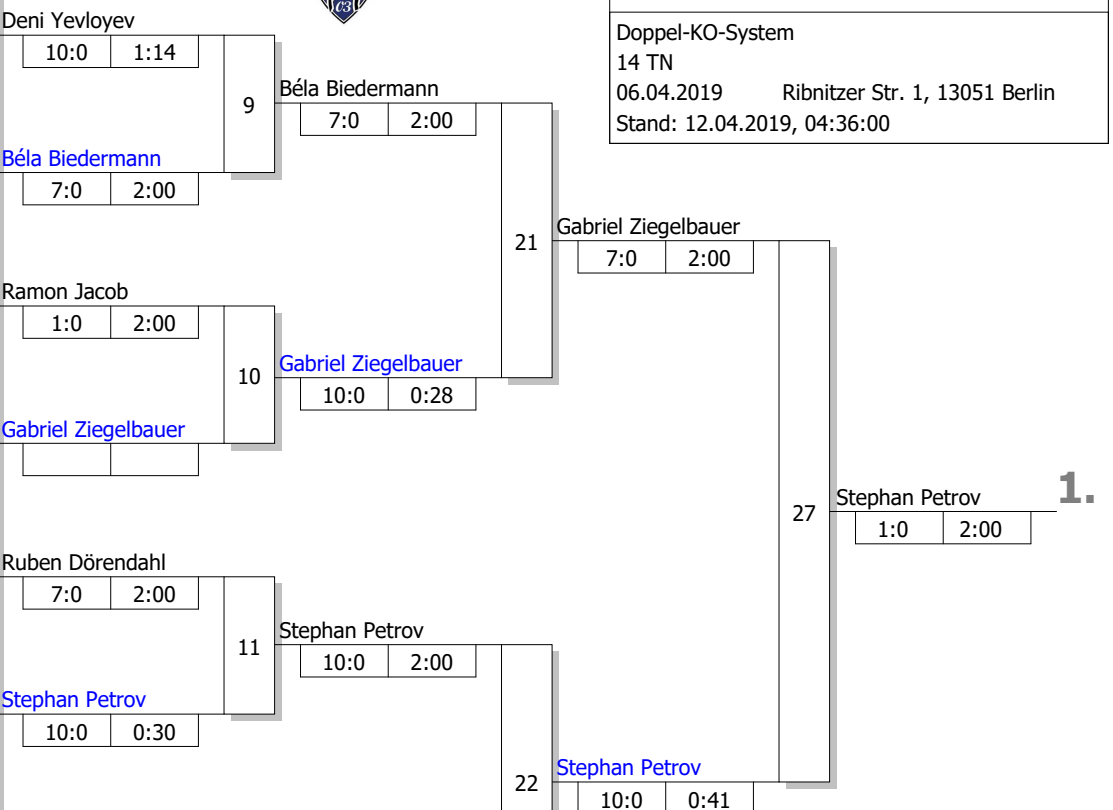 Deni Yevloyev
10:0 1:14
C3
Doppel-KO-System
14 TN
06.04.2019 Ribnitzer Str. 1, 13051 Berlin
Stand: 12.04.2019, 04:36:00
9
Béla Biedermann
7:0 2:00
Béla Biedermann
7:0 2:00
21
Gabriel Ziegelbauer
7:0 2:00
Ramon Jacob
1:0 2:00
10
Gabriel Ziegelbauer
10:0 0:28
Gabriel Ziegelbauer
27
Stephan Petrov
1:0 2:00
1.
Ruben Dörendahl
7:0 2:00
11
Stephan Petrov
10:0 2:00
Stephan Petrov
10:0 0:30
22
Stephan Petrov
10:0 0:41